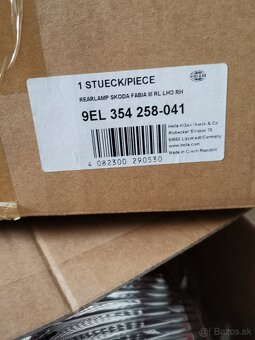 1 STUECK/PIECE
HELLA
REARLAMP SKODA FABIA III RL LHD RH
9EL 354 258-041
Hella KGaA Hueck & Co.
Rixbecker Strasse 75
59552 Lippstadt/Germany
www.hella.com
Made in Czech Republic
4 082300 290530
bazos.sk